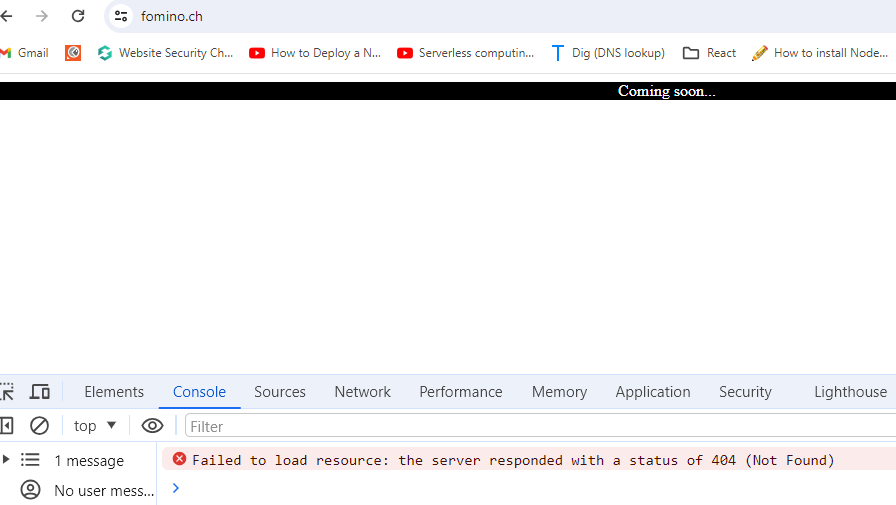 fomino.ch
Gmail Website Security Ch... How to Deploy a N... Serverless computin... Dig (DNS lookup) React How to install Node...
Coming soon...
Elements Console Sources Network Performance Memory Application Security Lighthouse
top Filter
1 message Failed to load resource: the server responded with a status of 404 (Not Found)
No user mess...